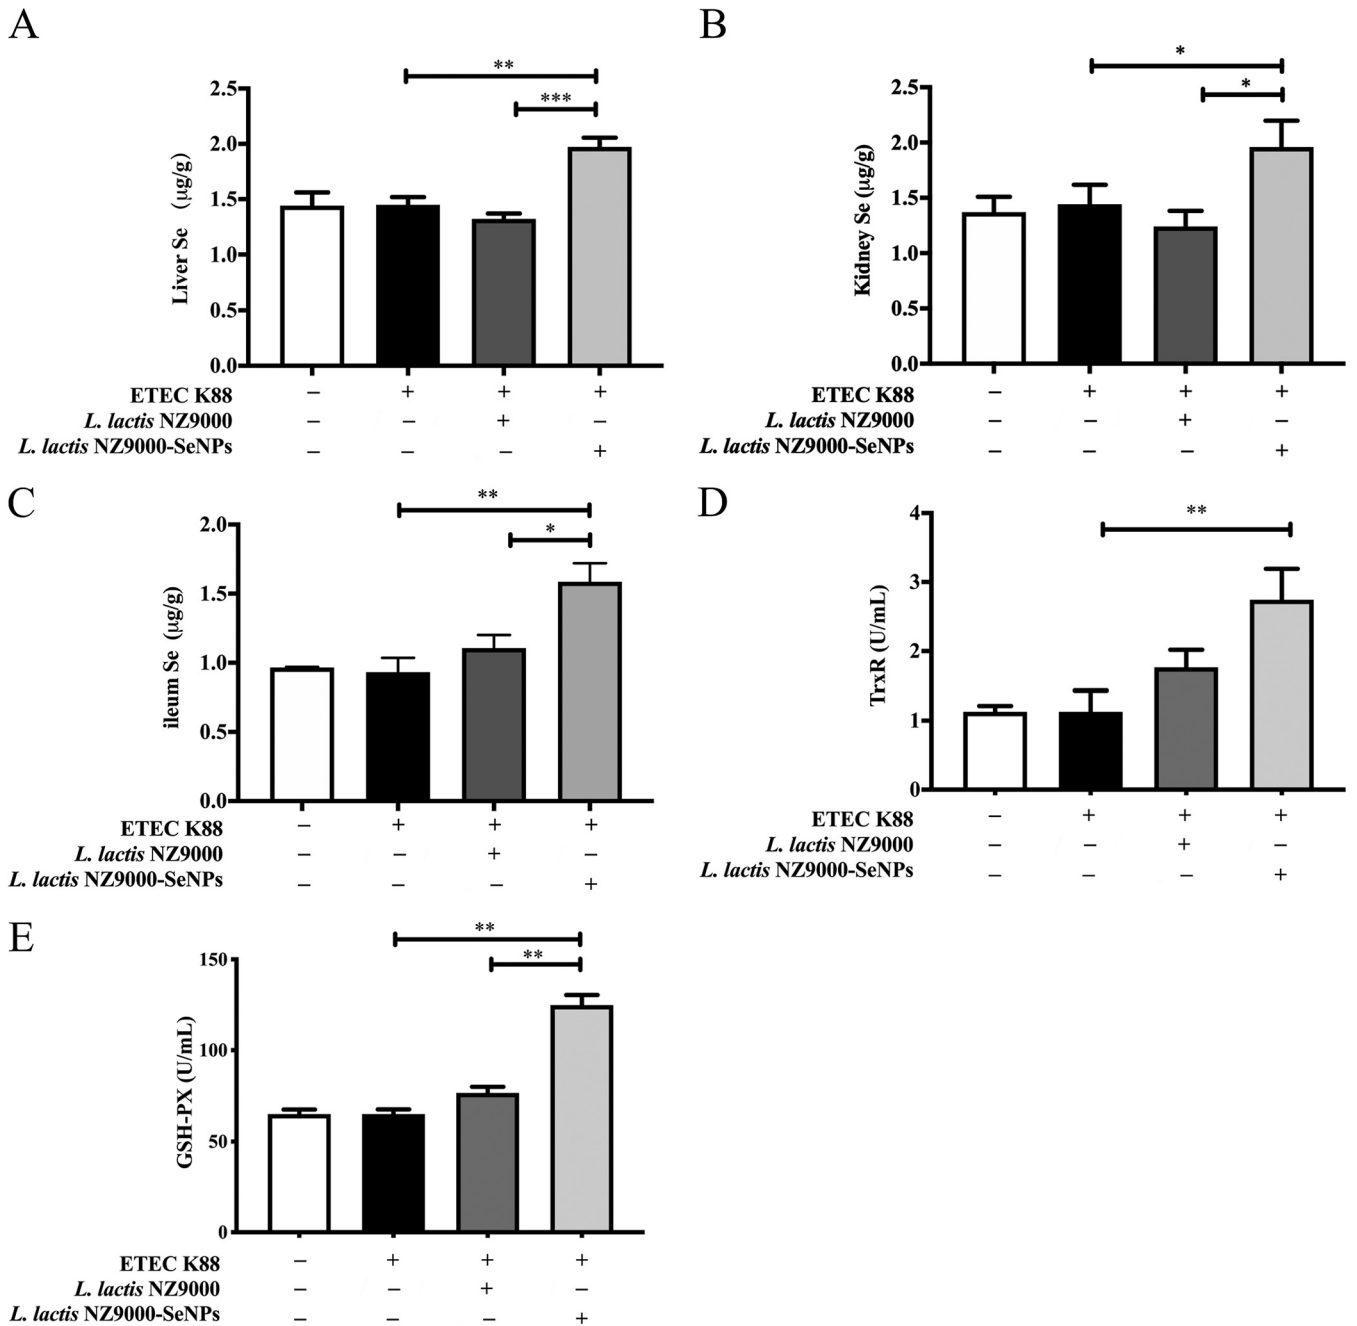 A
**
***
2.5
2.0
1.5
1.0
0.5
0.0
Liver Se (μg/g)
ETEC K88 − + + +
L. lactis NZ9000 − − + −
L. lactis NZ9000-SeNPs − − − +
B
*
*
2.5
2.0
1.5
1.0
0.5
0.0
Kidney Se (μg/g)
ETEC K88 − + + +
L. lactis NZ9000 − − + −
L. lactis NZ9000-SeNPs − − − +
C
**
*
2.0
1.5
1.0
0.5
0.0
ileum Se (μg/g)
ETEC K88 − + + +
L. lactis NZ9000 − − + −
L. lactis NZ9000-SeNPs − − − +
D
**
4
3
2
1
0
TrxR (U/mL)
ETEC K88 − + + +
L. lactis NZ9000 − − + −
L. lactis NZ9000-SeNPs − − − +
E
**
**
150
100
50
0
GSH-PX (U/mL)
ETEC K88 − + + +
L. lactis NZ9000 − − + −
L. lactis NZ9000-SeNPs − − − +